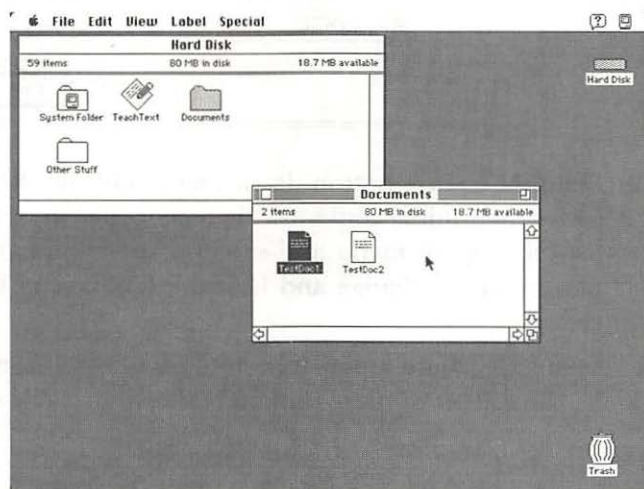 File Edit View Label Special
Hard Disk
59 items 80 MB in disk 18.7 MB available
System Folder TeachText Documents
Other Stuff
Hard Disk
Documents
2 items 80 MB in disk 18.7 MB available
TestDoc1 TestDoc2
Trash